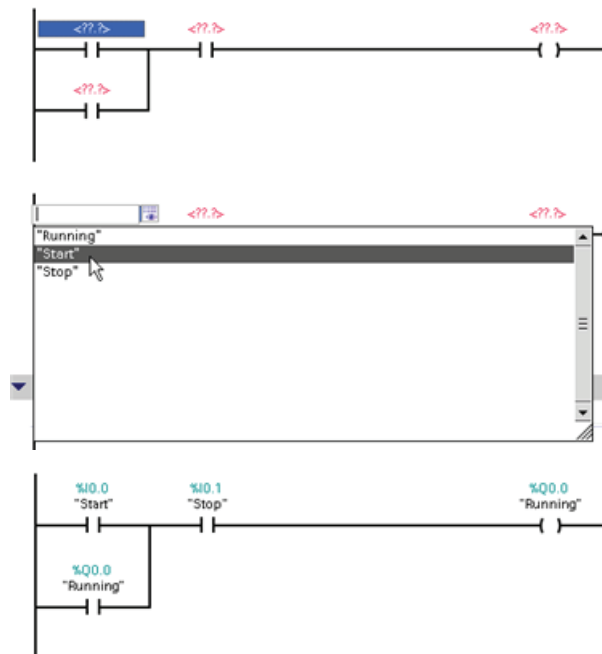 <??.?> <??.?> <??.?>
<??.?>
<??.?> <??.?>
"Running"
"Start"
"Stop"
%I0.0 %I0.1 %Q0.0
"Start" "Stop" "Running"
%Q0.0
"Running"